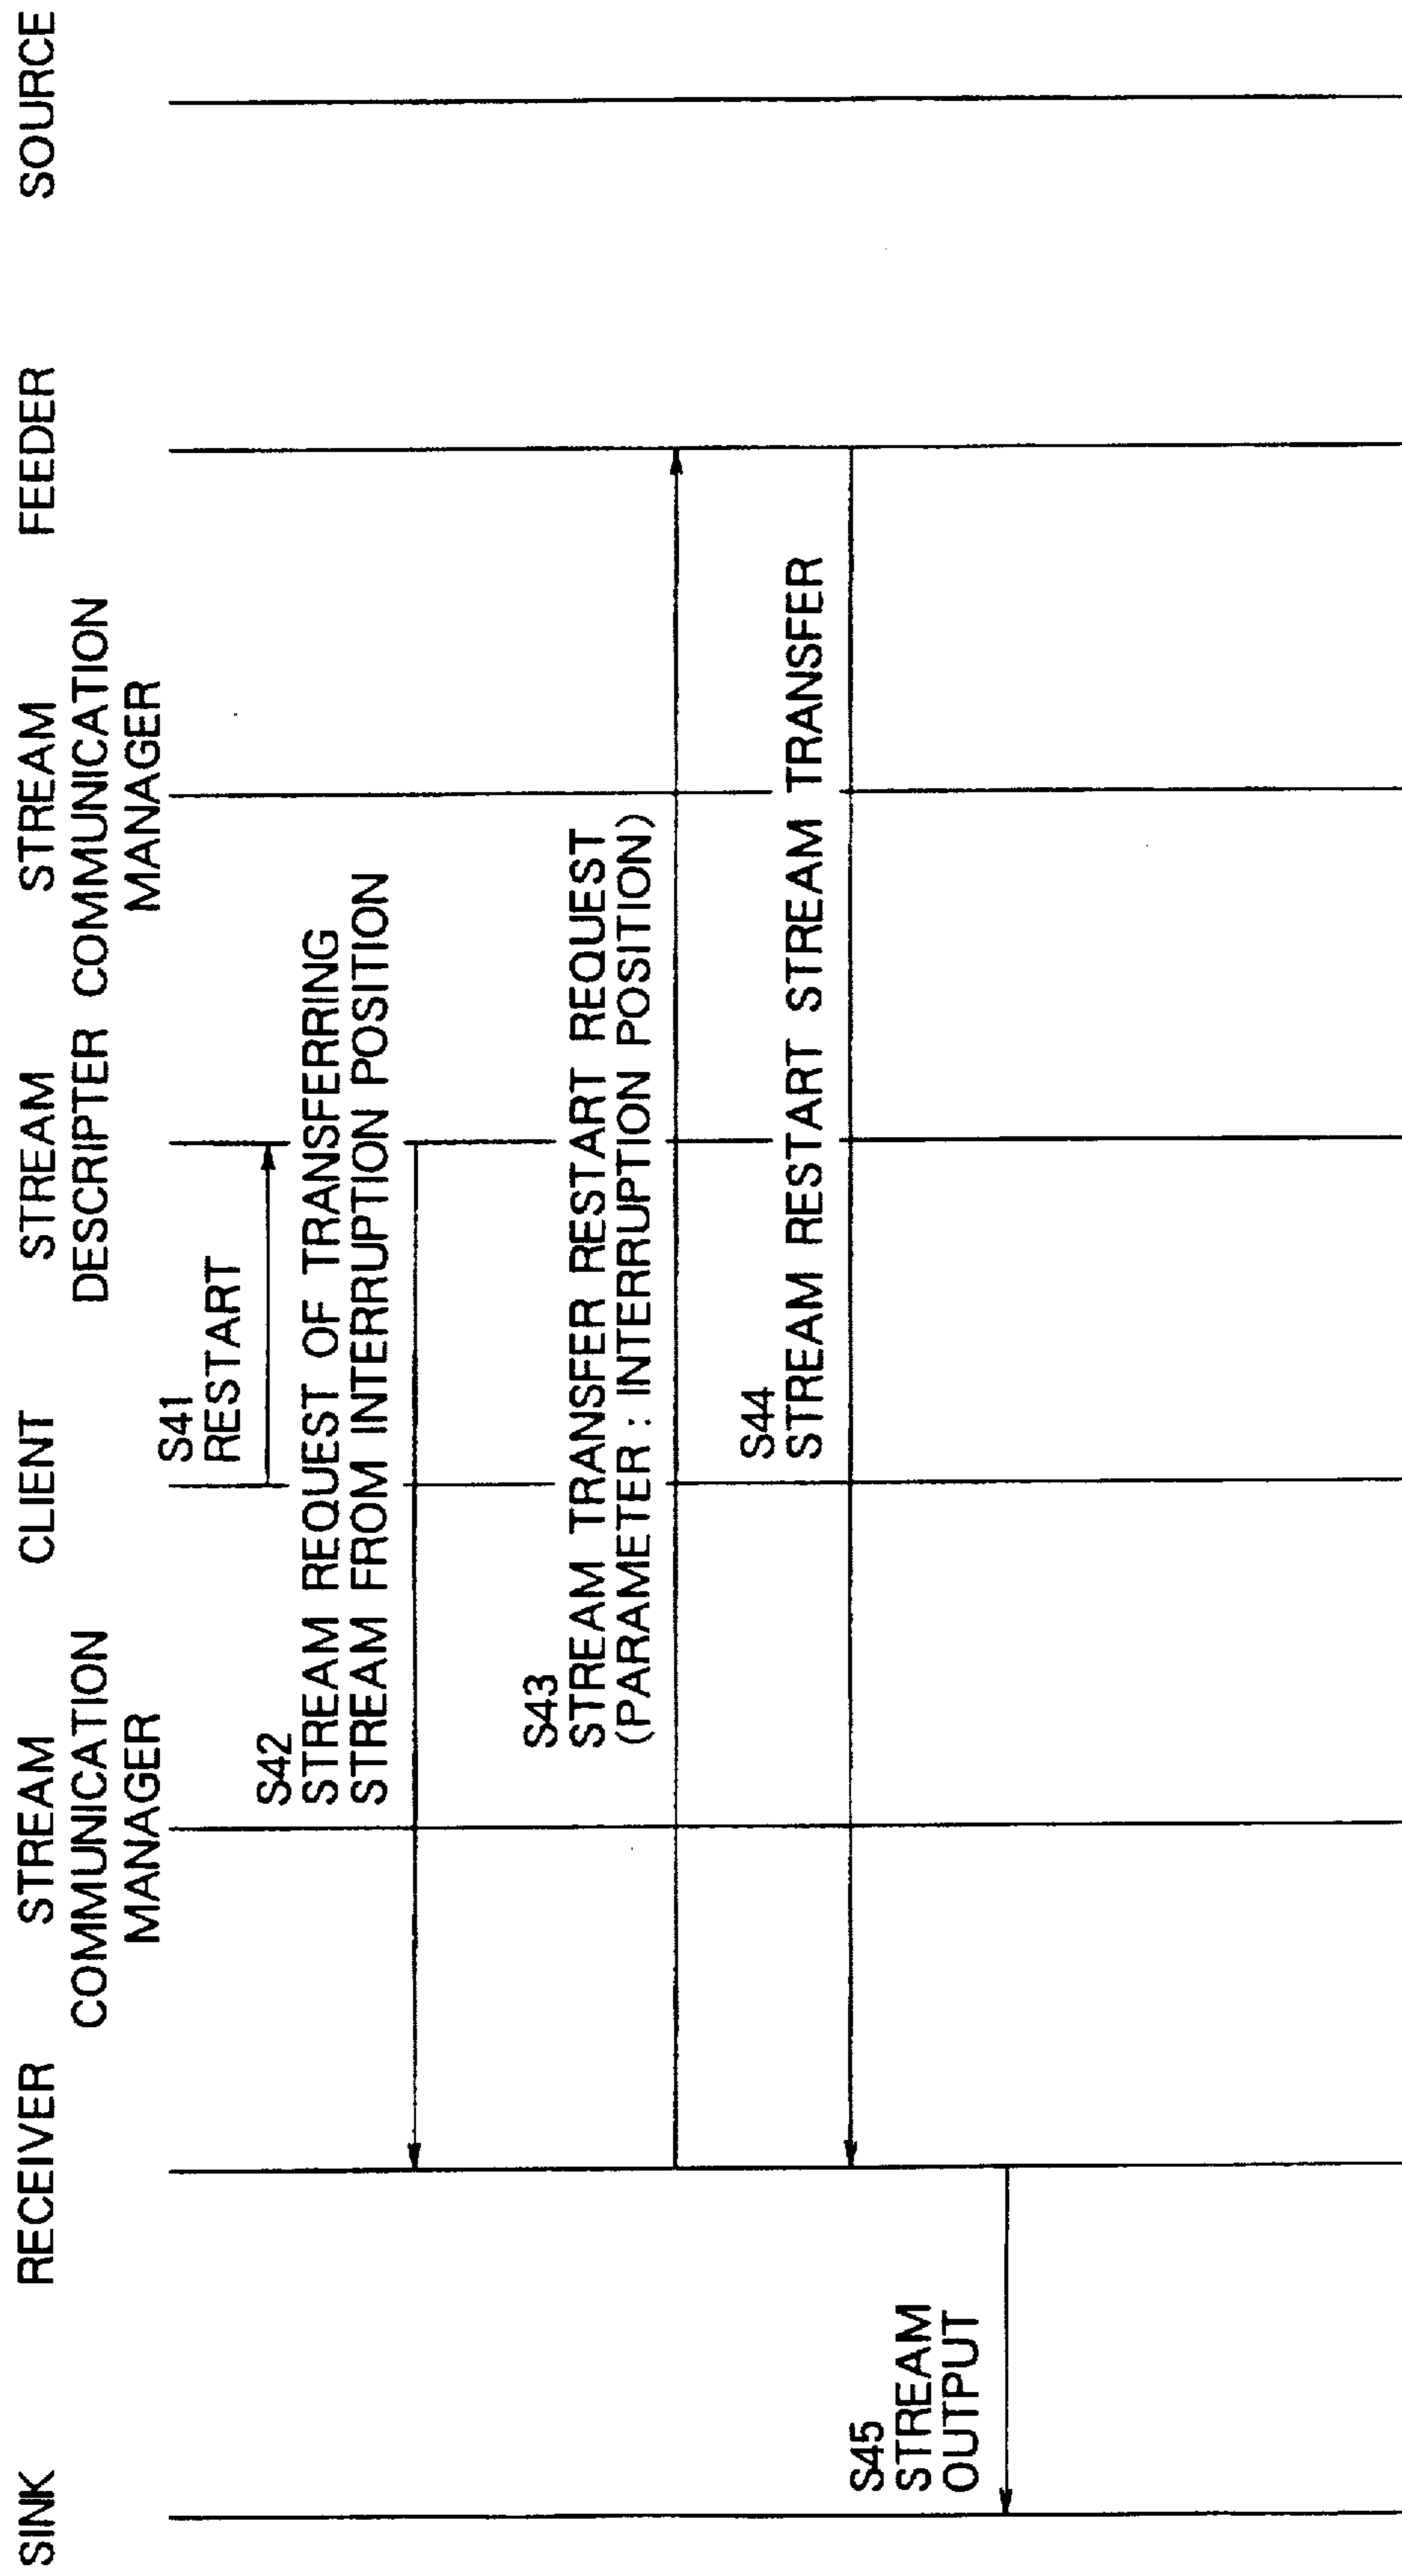 SINK
RECEIVER
STREAM
COMMUNICATION
MANAGER
CLIENT
STREAM
DESCRIPTER
STREAM
COMMUNICATION
MANAGER
FEEDER
SOURCE
S41
RESTART
S42
STREAM REQUEST OF TRANSFERRING
STREAM FROM INTERRUPTION POSITION
S43
STREAM TRANSFER RESTART REQUEST
(PARAMETER : INTERRUPTION POSITION)
S44
STREAM RESTART STREAM TRANSFER
S45
STREAM
OUTPUT